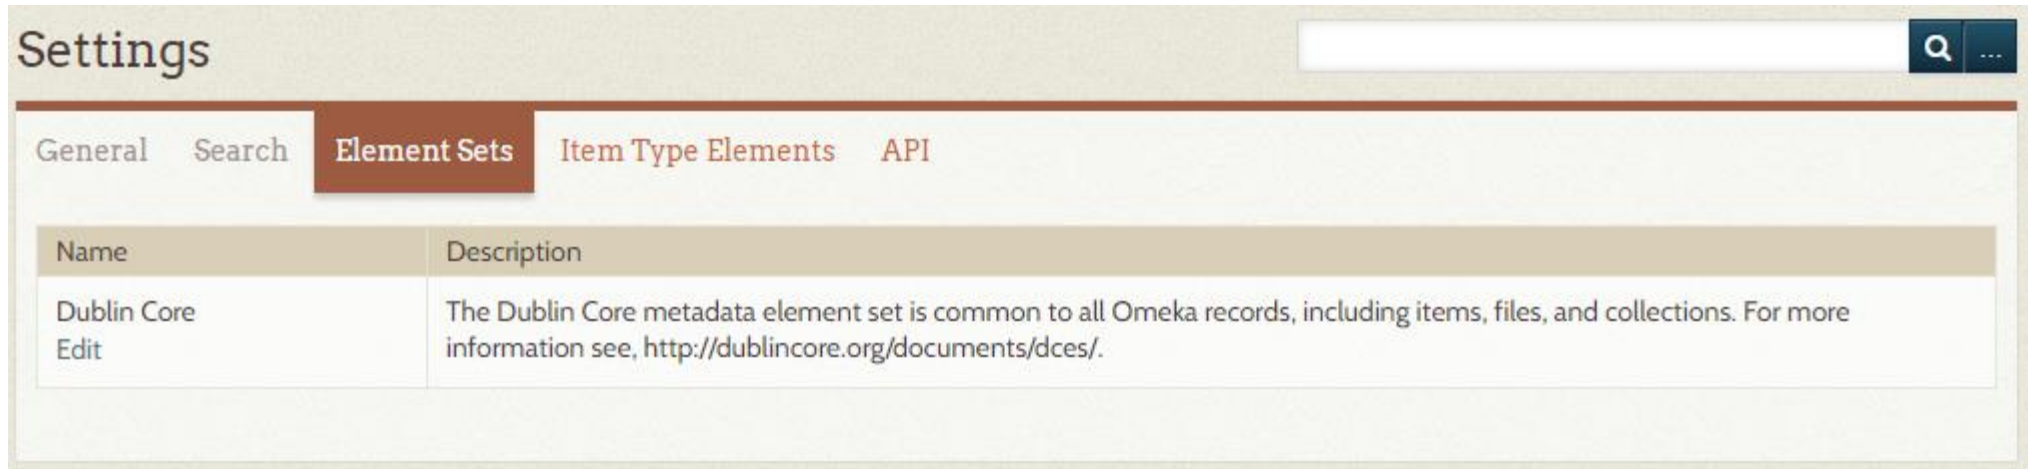 Settings
...
General Search Element Sets Item Type Elements API
Name Description
Dublin Core
Edit
The Dublin Core metadata element set is common to all Omeka records, including items, files, and collections. For more
information see, http://dublincore.org/documents/dces/.